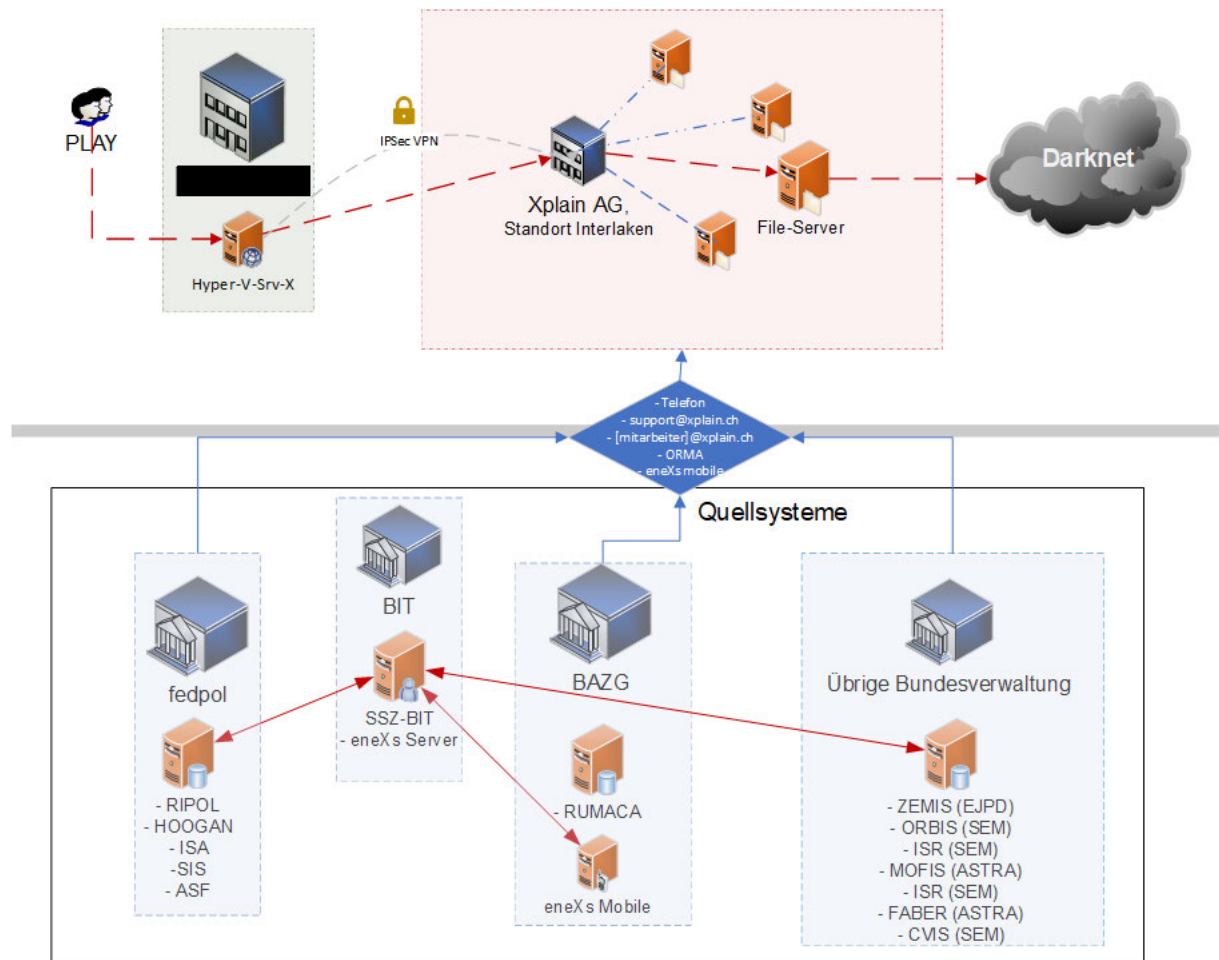 PLAY
Hyper-V-Srv-X
IPSec VPN
Xplain AG,
Standort Interlaken
File-Server
Darknet
- Telefon
- support@xplain.ch
- [mitarbeiter]@xplain.ch
- ORMA
- eneXs mobile
Quellsysteme
fedpol
- RIPOL
- HOOGAN
- ISA
-SIS
- ASF
BIT
SSZ-BIT
- eneXs Server
BAZG
- RUMACA
eneXs Mobile
Übrige Bundesverwaltung
- ZEMIS (EJPD)
- ORBIS (SEM)
- ISR (SEM)
- MOFIS (ASTRA)
- ISR (SEM)
- FABER (ASTRA)
- CVIS (SEM)